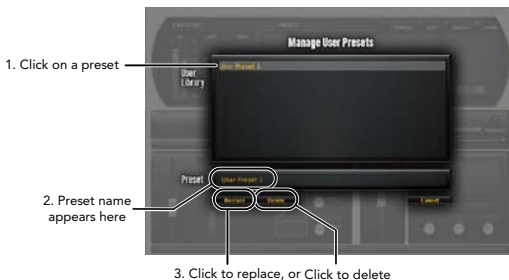 Manage User Presets
1. Click on a preset
User Preset 1
User
Library
Preset
User Preset 1
2. Preset name
appears here
Replace
Delete
Cancel
3. Click to replace, or Click to delete